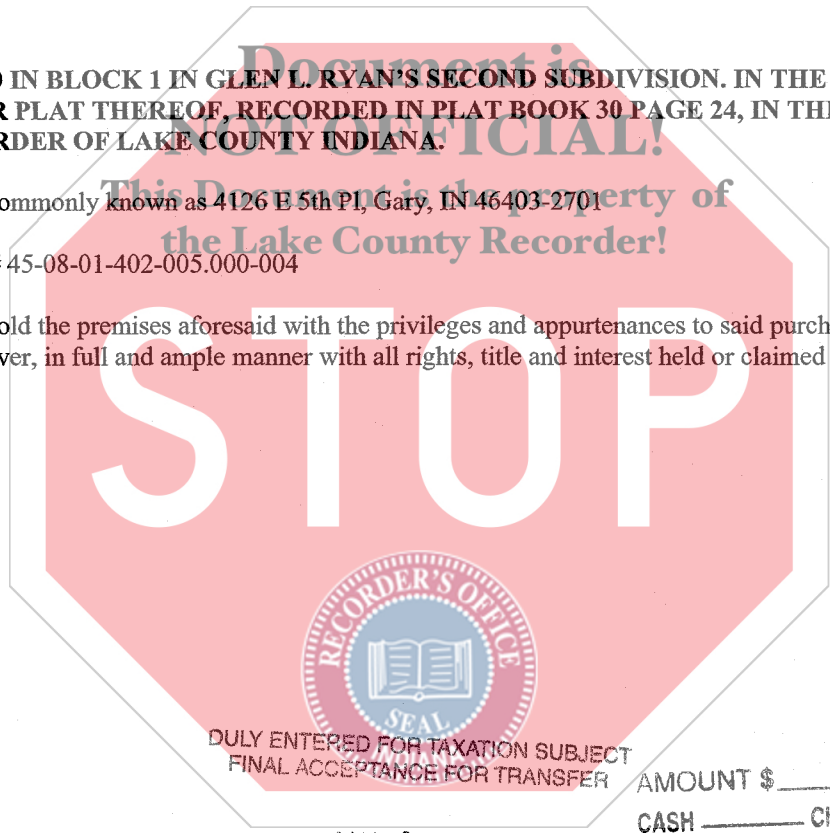 Document is
IN BLOCK 1 IN GLEN L. RYAN'S SECOND SUBDIVISION. IN THE
R PLAT THEREOF, RECORDED IN PLAT BOOK 30 PAGE 24, IN THE
NOT OFFICIAL!
RDER OF LAKE COUNTY INDIANA.
This Document is the property of
ommonly known as 4126 E 5th Pl, Gary, IN 46403-2701
the Lake County Recorder!
45-08-01-402-005.000-004
old the premises aforesaid with the privileges and appurtenances to said purch
ver, in full and ample manner with all rights, title and interest held or claimed
STOP
RECORDER'S OFFICE
SEAL
INDIANA
DULY ENTERED FOR TAXATION SUBJECT
FINAL ACCEPTANCE FOR TRANSFER
AMOUNT $
CASH